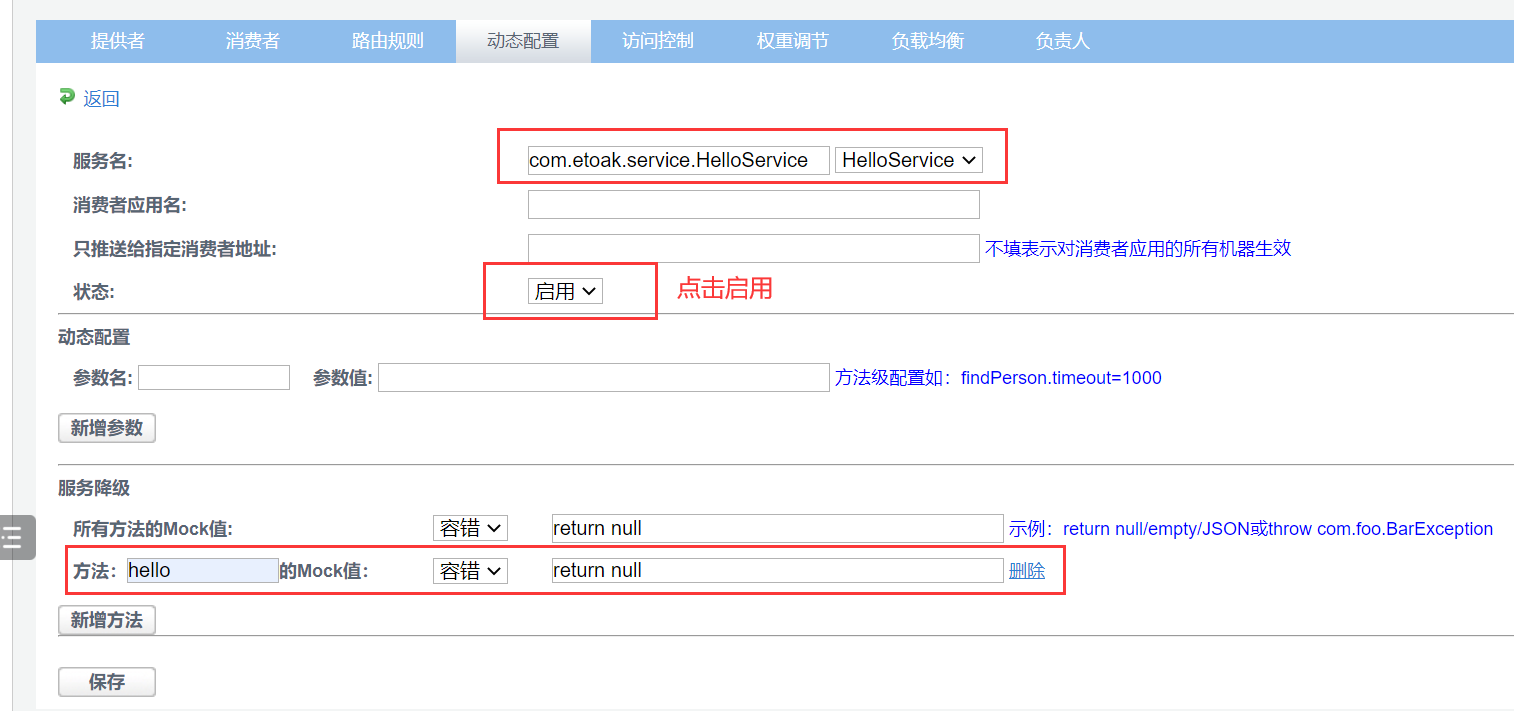 提供者 消费者 路由规则 动态配置 访问控制 权重调节 负载均衡 负责人
返回
服务名: com.etoak.service.HelloService HelloService
消费者应用名:
只推送给指定消费者地址: 不填表示对消费者应用的所有机器生效
状态: 启用 点击启用
动态配置
参数名: 参数值: 方法级配置如：findPerson.timeout=1000
新增参数
服务降级
所有方法的Mock值: 容错 return null 示例：return null/empty/JSON或throw com.foo.BarException
方法：hello 的Mock值： 容错 return null 删除
新增方法
保存